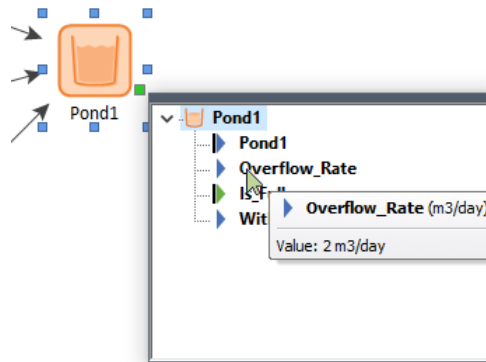 Pond1
Pond1
Pond1
Overflow_Rate
Overflow_Rate (m3/day)
Value: 2 m3/day